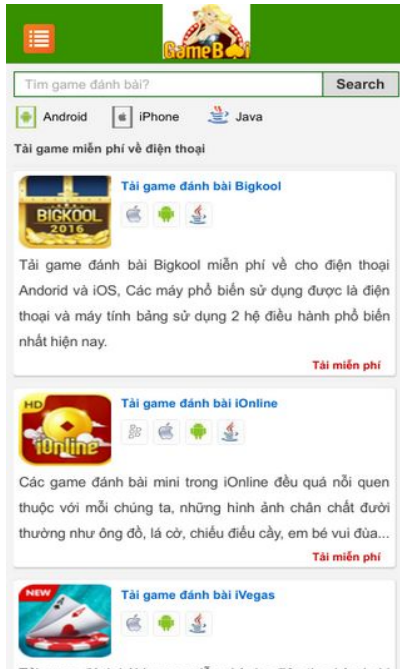 GameBài
Tìm game đánh bài?
Search
Android
iPhone
Java
Tải game miễn phí về điện thoại
BIGKOOL
2016
Tải game đánh bài Bigkool
Tải game đánh bài Bigkool miễn phí về cho điện thoại
Andorid và iOS, Các máy phổ biến sử dụng được là điện
thoại và máy tính bảng sử dụng 2 hệ điều hành phổ biến
nhất hiện nay.
Tải miễn phí
HD
iOnline
Tải game đánh bài iOnline
Các game đánh bài mini trong iOnline đều quá nỗi quen
thuộc với mỗi chúng ta, những hình ảnh chân chất đười
thường như ông đồ, lá cờ, chiếu điếu cầy, em bé vui đùa...
Tải miễn phí
NEW
Tải game đánh bài iVegas